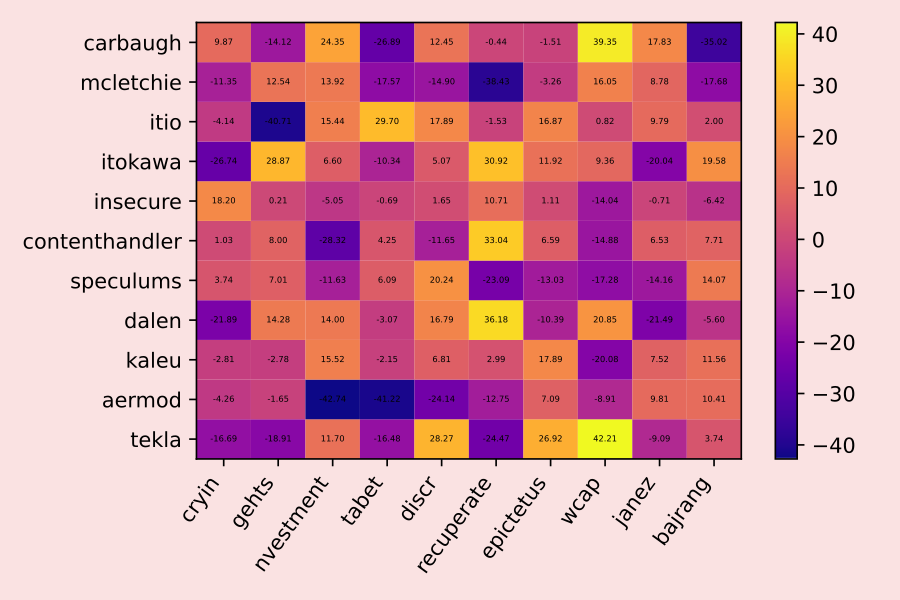 carbaugh 9.87 -14.12 24.35 -26.09 12.45 -0.44 -1.51 39.35 17.83 -35.02
mcletchie -11.35 12.54 13.92 -17.57 -14.90 -38.43 -3.26 16.05 8.78 -17.68
itio -4.14 -40.71 15.44 29.70 17.89 -1.53 16.87 0.82 9.79 2.00
itokawa -26.74 28.87 6.60 -10.34 5.07 30.92 11.92 9.36 -20.04 19.58
insecure 18.20 0.21 -5.05 -0.69 1.65 10.71 1.11 -14.04 -0.71 -6.42
contenthandler 1.03 8.00 -28.32 4.25 -11.65 33.04 6.59 -14.88 6.53 7.71
speculums 3.74 7.01 -11.63 6.09 20.24 -23.09 -13.03 -17.28 -14.16 14.07
dalen -21.89 14.28 14.00 -3.07 16.79 36.18 -10.39 20.85 -21.49 -5.60
kaleu -2.81 -2.78 15.52 -2.15 6.81 2.99 17.89 -20.08 7.52 11.56
aermod -4.26 -1.65 -42.74 -41.22 -24.14 -12.75 7.09 -8.91 9.81 10.41
tekla -16.69 -18.91 11.70 -16.48 28.27 -24.47 26.92 42.21 -9.09 3.74
cryin gehts nvestment tabet discr recuperate epictetus wcap janez bajrang
40
30
20
10
0
−10
−20
−30
−40